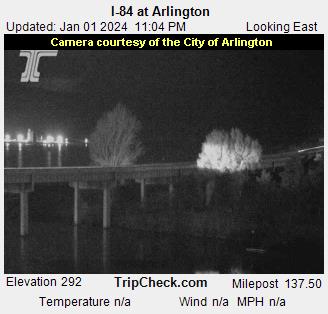 I-84 at Arlington
Updated: Jan 01 2024 11:04 PM Looking East
Camera courtesy of the City of Arlington
Elevation 292 TripCheck.com Milepost 137.50
Temperature n/a Wind n/a MPH n/a